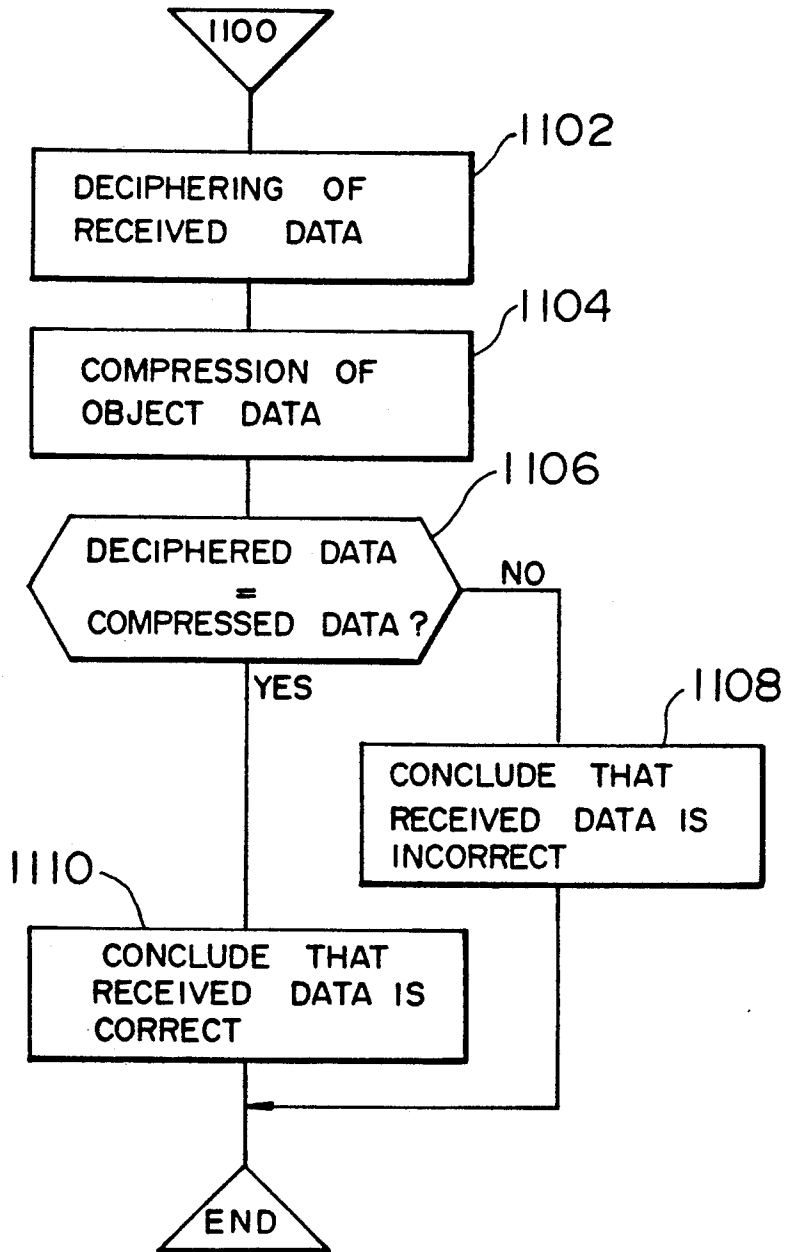 1100
1102
DECIPHERING OF
RECEIVED DATA
1104
COMPRESSION OF
OBJECT DATA
1106
DECIPHERED DATA
=
COMPRESSED DATA?
NO
YES
1108
CONCLUDE THAT
RECEIVED DATA IS
INCORRECT
1110
CONCLUDE THAT
RECEIVED DATA IS
CORRECT
END